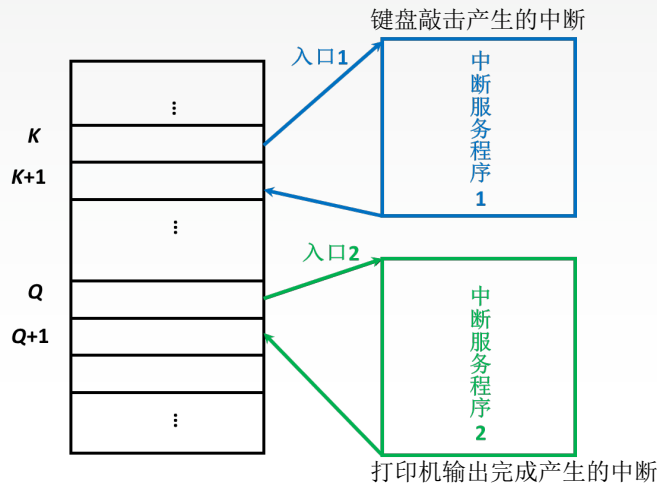 键盘敲击产生的中断
入口1
⋮
K
K+1
中断服务程序1
⋮
入口2
Q
Q+1
中断服务程序2
⋮
打印机输出完成产生的中断